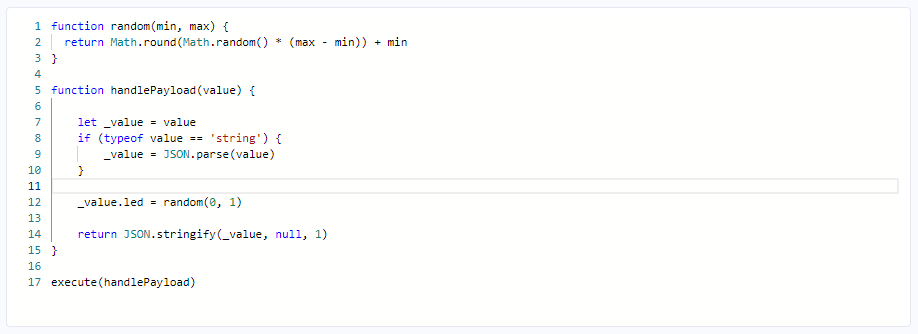 1 function random(min, max) {
2 return Math.round(Math.random() * (max - min)) + min
3 }
4
5 function handlePayload(value) {
6
7 let _value = value
8 if (typeof value == 'string') {
9 _value = JSON.parse(value)
10 }
11
12 _value.led = random(0, 1)
13
14 return JSON.stringify(_value, null, 1)
15 }
16
17 execute(handlePayload)